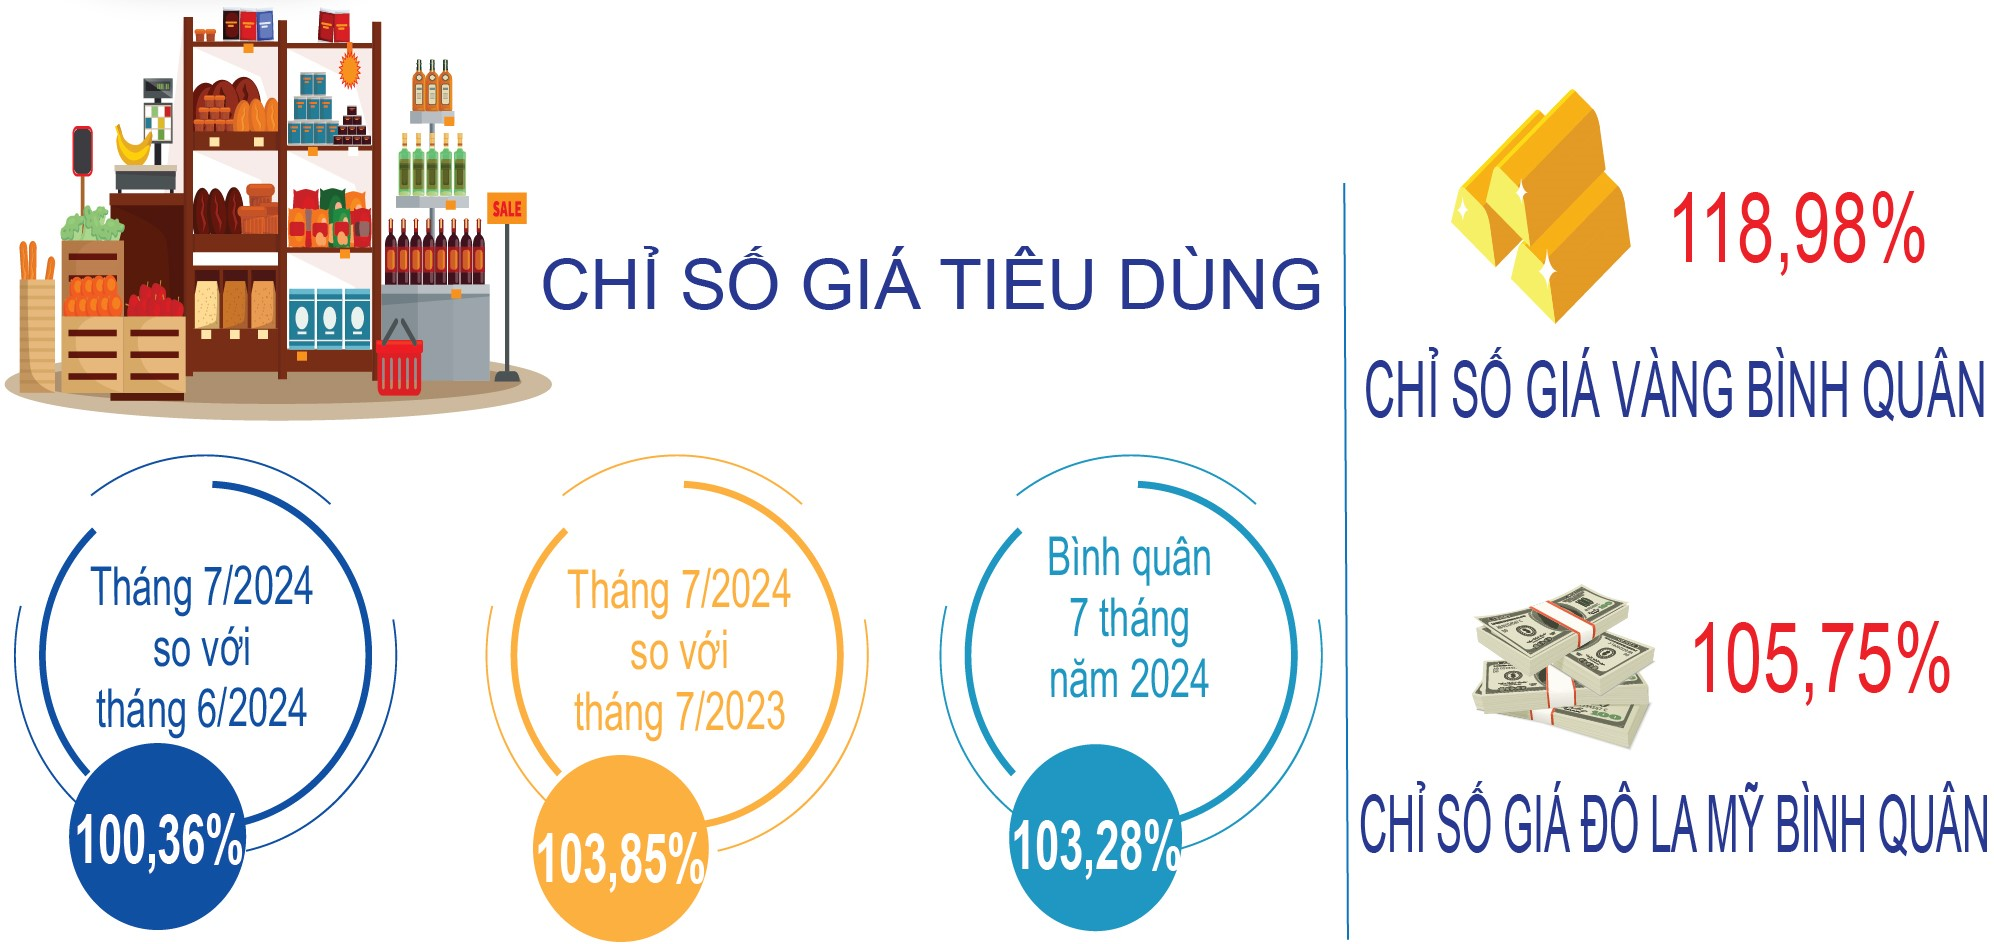 SALE
CHỈ SỐ GIÁ TIÊU DÙNG
Tháng 7/2024
so với
tháng 6/2024
100,36%
Tháng 7/2024
so với
tháng 7/2023
103,85%
Bình quân
7 tháng
năm 2024
103,28%
118,98%
CHỈ SỐ GIÁ VÀNG BÌNH QUÂN
105,75%
CHỈ SỐ GIÁ ĐÔ LA MỸ BÌNH QUÂN